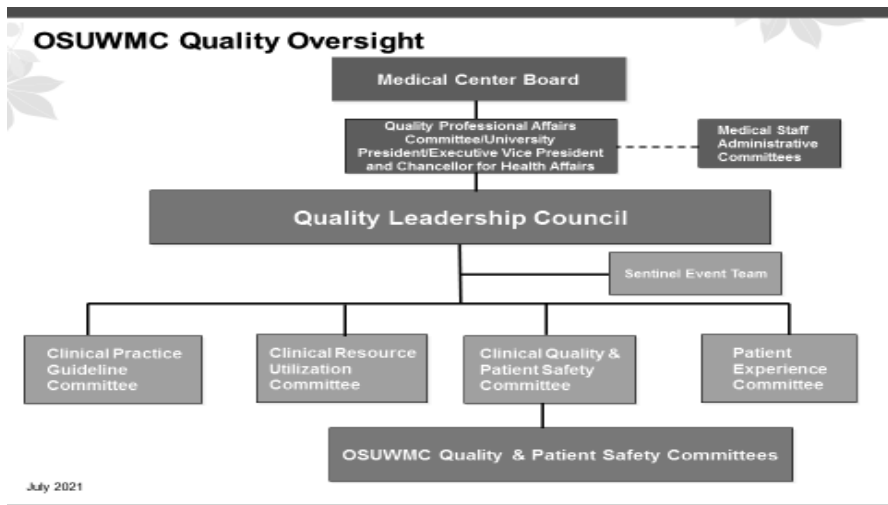 OSUWMC Quality Oversight
Medical Center Board
Quality Professional Affairs
Committee/University
President/Executive Vice President
and Chancellor for Health Affairs
Medical Staff
Administrative
Committees
Quality Leadership Council
Sentinel Event Team
Clinical Practice
Guideline
Committee
Clinical Resource
Utilization
Committee
Clinical Quality &
Patient Safety
Committee
Patient
Experience
Committee
OSUWMC Quality & Patient Safety Committees
July 2021